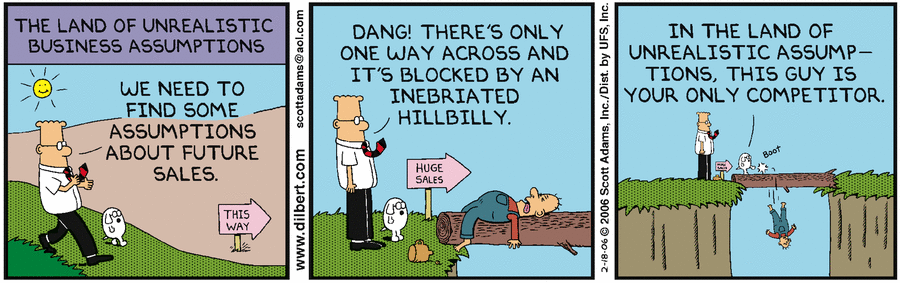 THE LAND OF UNREALISTIC
BUSINESS ASSUMPTIONS
WE NEED TO
FIND SOME
ASSUMPTIONS
ABOUT FUTURE
SALES.
THIS
WAY
scottadams@aol.com
www.dilbert.com
DANG! THERE'S ONLY
ONE WAY ACROSS AND
IT'S BLOCKED BY AN
INEBRIATED
HILLBILLY.
HUGE
SALES
2-18-06 © 2006 Scott Adams, Inc./Dist. by UFS, Inc.
IN THE LAND OF
UNREALISTIC ASSUMP-
TIONS, THIS GUY IS
YOUR ONLY COMPETITOR.
HUGE
SALES
BOOT